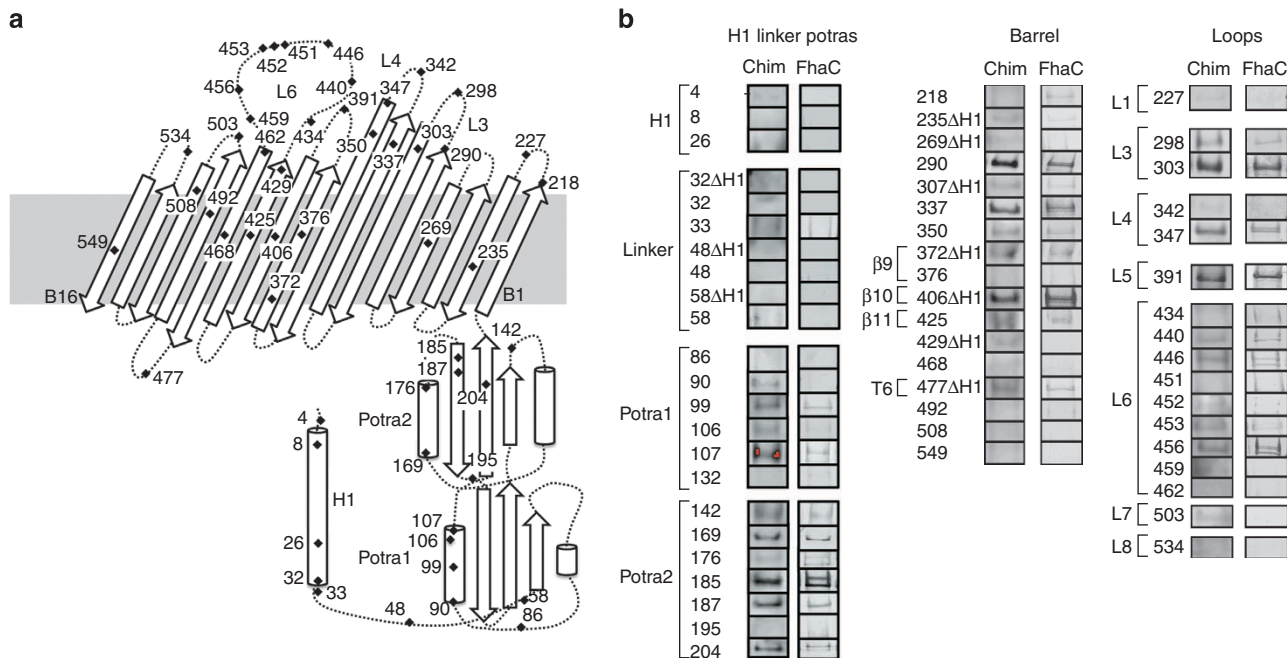 a
453
452
451
446
L4
342
456
L6
440
391
347
298
L3
534
503
459
462
434
350
337
303
290
227
218
429
508
492
468
425
406
376
269
235
549
372
B16
B1
477
142
185
187
176
204
Potra2
169
195
4
8
H1
26
32
33
107
106
Potra1
99
90
58
48
86
b
H1 linker potras
Chim FhaC
H1
4
8
26
Linker
32ΔH1
32
33
48ΔH1
48
58ΔH1
58
Potra1
86
90
99
106
107
132
Potra2
142
169
176
185
187
195
204
Barrel
Chim FhaC
218
235ΔH1
269ΔH1
290
307ΔH1
337
350
β9
372ΔH1
376
β10 406ΔH1
β11 425
429ΔH1
468
T6 477ΔH1
492
508
549
Loops
Chim FhaC
L1 227
L3
298
303
L4
342
347
L5 391
L6
434
440
446
451
452
453
456
459
462
L7 503
L8 534